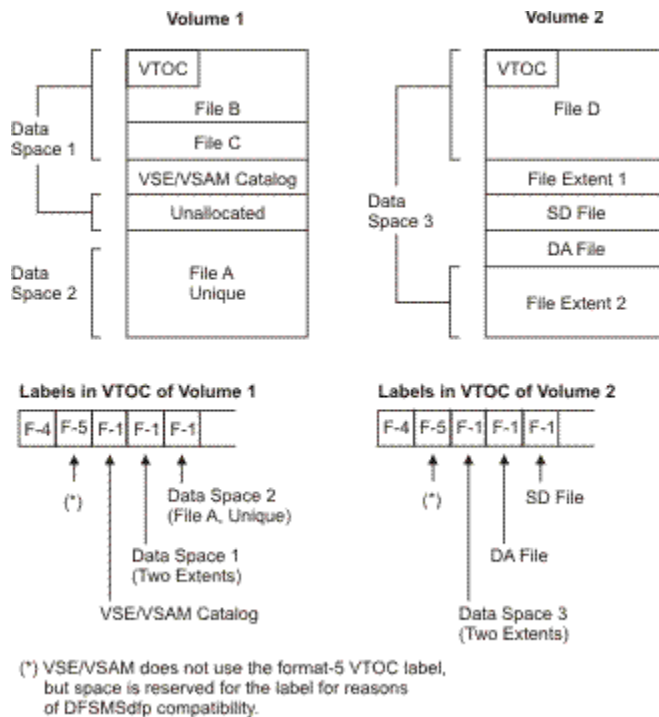 Volume 1
VTOC
File B
File C
VSE/VSAM Catalog
Unallocated
File A
Unique
Data
Space 1
Data
Space 2
Volume 2
VTOC
File D
File Extent 1
SD File
DA File
File Extent 2
Data
Space 3
Labels in VTOC of Volume 1
F-4 F-5 F-1 F-1 F-1
(*)
Data Space 2
(File A, Unique)
Data Space 1
(Two Extents)
VSE/VSAM Catalog
Labels in VTOC of Volume 2
F-4 F-5 F-1 F-1 F-1
(*)
SD File
DA File
Data Space 3
(Two Extents)
(*) VSE/VSAM does not use the format-5 VTOC label,
but space is reserved for the label for reasons
of DFSMSdfp compatibility.